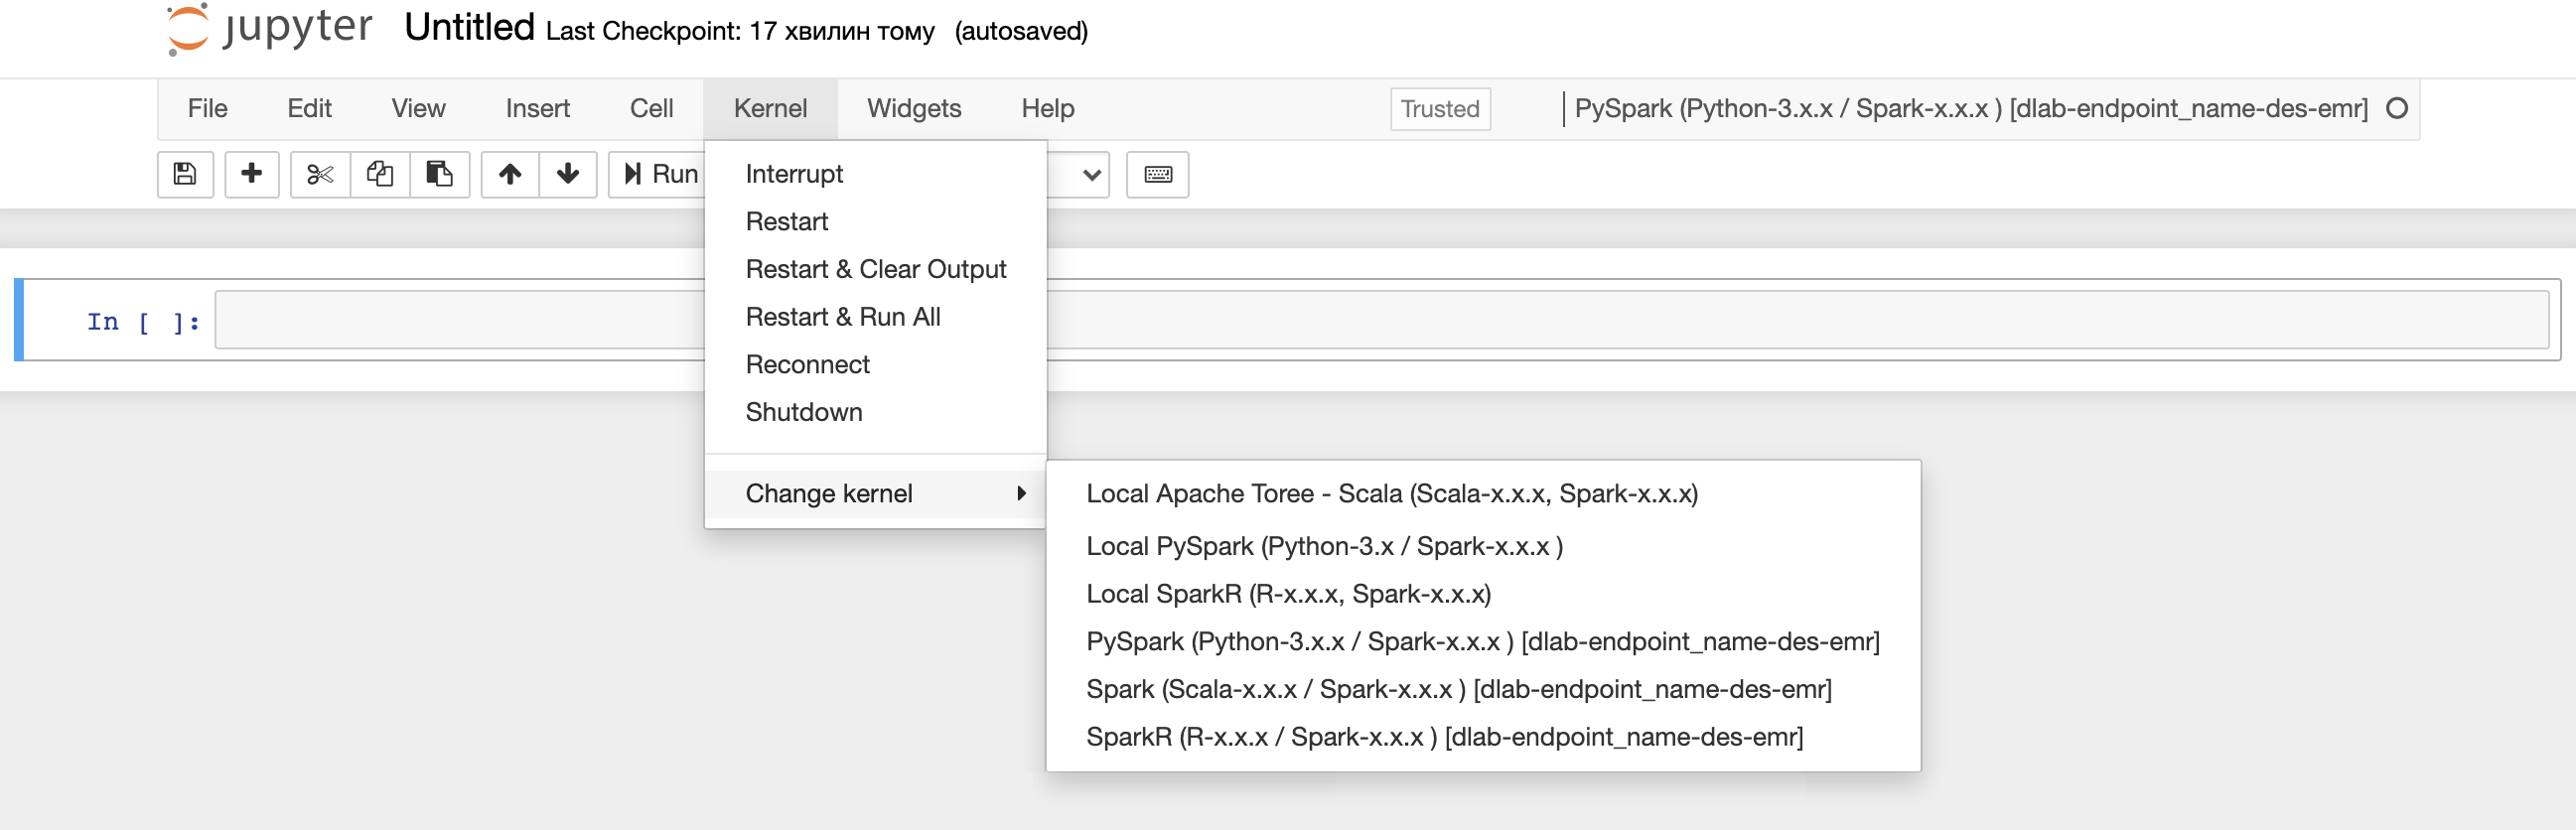 jupyter Untitled Last Checkpoint: 17 хвилин тому (autosaved)
File Edit View Insert Cell Kernel Widgets Help Trusted PySpark (Python-3.x.x / Spark-x.x.x ) [dlab-endpoint_name-des-emr]
Run
Interrupt
Restart
Restart & Clear Output
Restart & Run All
Reconnect
Shutdown
Change kernel
In [ ]:
Local Apache Toree - Scala (Scala-x.x.x, Spark-x.x.x)
Local PySpark (Python-3.x / Spark-x.x.x )
Local SparkR (R-x.x.x, Spark-x.x.x)
PySpark (Python-3.x.x / Spark-x.x.x ) [dlab-endpoint_name-des-emr]
Spark (Scala-x.x.x / Spark-x.x.x ) [dlab-endpoint_name-des-emr]
SparkR (R-x.x.x / Spark-x.x.x ) [dlab-endpoint_name-des-emr]